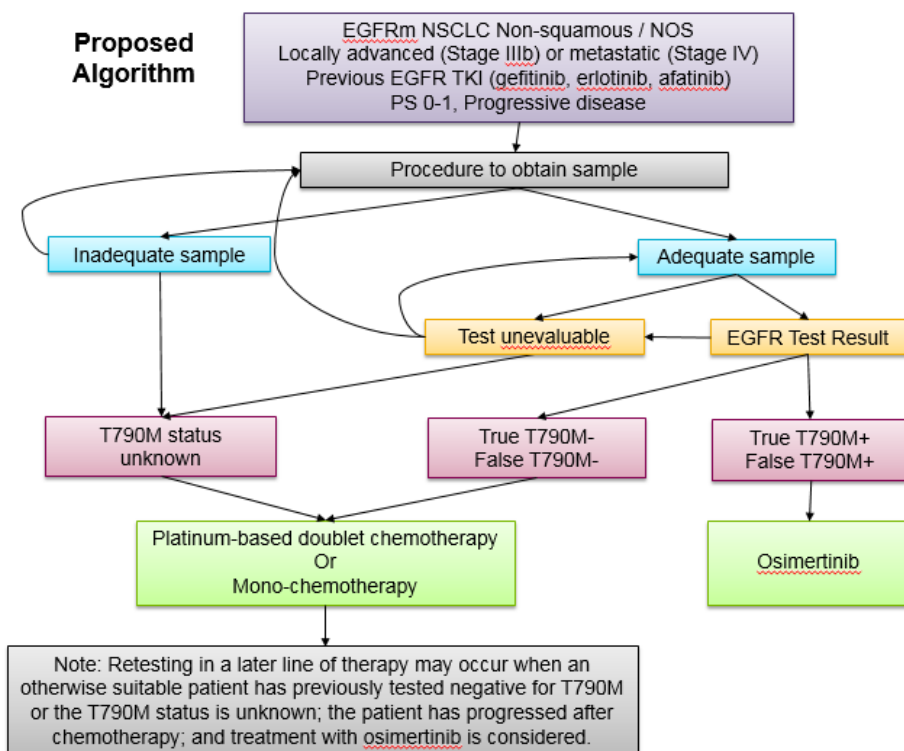 Proposed
Algorithm
EGFRm NSCLC Non-squamous / NOS
Locally advanced (Stage IIIb) or metastatic (Stage IV)
Previous EGFR TKI (gefitinib, erlotinib, afatinib)
PS 0-1, Progressive disease
Procedure to obtain sample
Inadequate sample
Adequate sample
Test unevaluable
EGFR Test Result
T790M status
unknown
True T790M-
False T790M-
True T790M+
False T790M+
Platinum-based doublet chemotherapy
Or
Mono-chemotherapy
Osimertinib
Note: Retesting in a later line of therapy may occur when an
otherwise suitable patient has previously tested negative for T790M
or the T790M status is unknown; the patient has progressed after
chemotherapy; and treatment with osimertinib is considered.